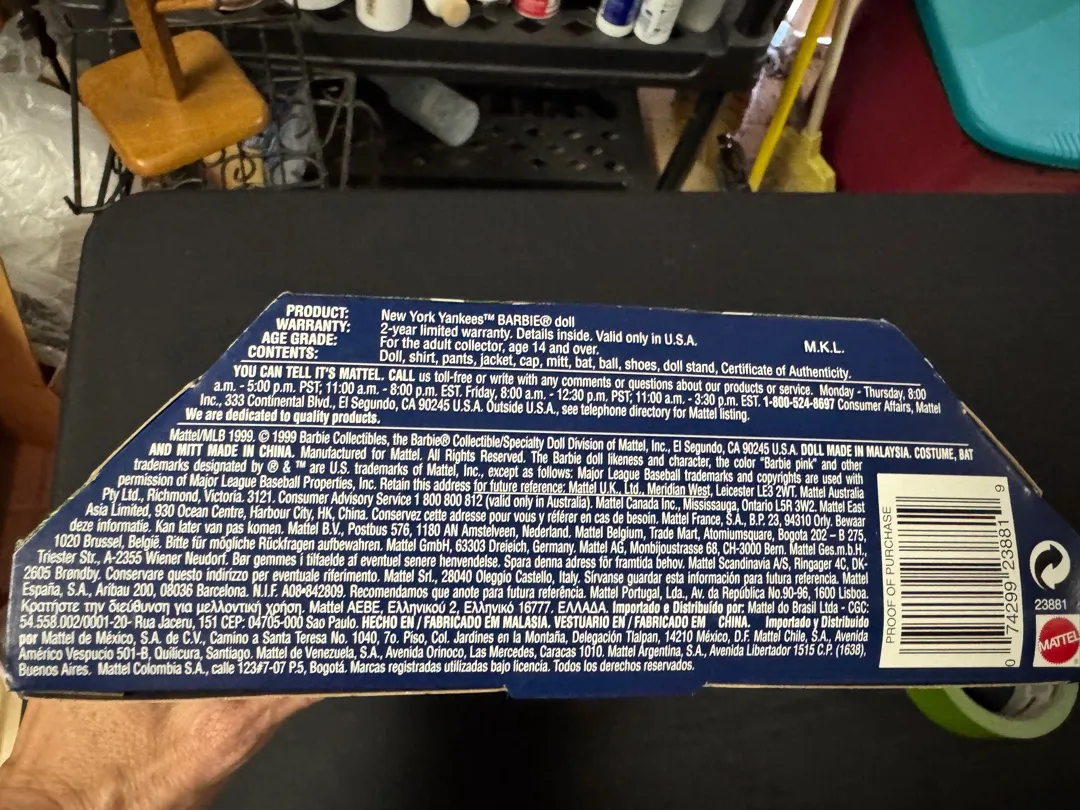 PRODUCT: New York Yankees™ BARBIE® doll
WARRANTY: 2-year limited warranty. Details inside. Valid only in U.S.A.
AGE GRADE: For the adult collector, age 14 and over.
CONTENTS: Doll, shirt, pants, jacket, cap, mitt, bat, ball, shoes, doll stand, Certificate of Authenticity.
M.K.L.
YOU CAN TELL IT'S MATTEL. CALL us toll-free or write with any comments or questions about our products or service. Monday - Thursday, 8:00
a.m. - 5:00 p.m. PST; 11:00 a.m. - 8:00 p.m. EST. Friday, 8:00 a.m. - 12:30 p.m. PST; 11:00 a.m. - 3:30 p.m. EST. 1-800-524-8697 Consumer Affairs, Mattel
Inc., 333 Continental Blvd., El Segundo, CA 90245 U.S.A. Outside U.S.A., see telephone directory for Mattel listing.
We are dedicated to quality products.
Mattel/MLB 1999. © 1999 Barbie Collectibles, the Barbie® Collectible/Specialty Doll Division of Mattel, Inc., El Segundo, CA 90245 U.S.A. DOLL MADE IN MALAYSIA. COSTUME, BAT
AND MITT MADE IN CHINA. Manufactured for Mattel. All Rights Reserved. The Barbie doll likeness and character, the color "Barbie pink" and other
trademarks designated by ® & ™ are U.S. trademarks of Mattel, Inc., except as follows: Major League Baseball trademarks and copyrights are used with
permission of Major League Baseball Properties, Inc. Retain this address for future reference: Mattel U.K., Ltd., Meridian West, Leicester LE3 2WT. Mattel Australia
Pty Ltd., Richmond, Victoria. 3121. Consumer Advisory Service 1 800 800 812 (valid only in Australia). Mattel Canada Inc., Mississauga, Ontario L5R 3W2. Mattel East
Asia Limited, 930 Ocean Centre, Harbour City, HK, China. Conservez cette adresse pour vous y référer en cas de besoin. Mattel France, S.A., B.P. 23, 94310 Orly. Bewaar
deze informatie. Kan later van pas komen. Mattel B.V., Postbus 576, 1180 AN Amstelveen, Nederland. Mattel Belgium, Trade Mart, Atomiumsquare, Bogota 202 – B 275,
1020 Brussel, België. Bitte für mögliche Rückfragen aufbewahren. Mattel GmbH, 63303 Dreieich, Germany. Mattel AG, Monbijoustrasse 68, CH-3000 Bern. Mattel Ges.m.b.H.,
Triester Str., A-2355 Wiener Neudorf. Bør gemmes i tilfaelde af eventuel senere henvendelse. Spara denna adress för framtida behov. Mattel Scandinavia A/S, Ringager 4C, DK-
2605 Brøndby. Conservare questo indirizzo per eventuale riferimento. Mattel Srl., 28040 Oleggio Castello, Italy. Sírvanse guardar esta información para futura referencia. Mattel
España, S.A., Aribau 200, 08036 Barcelona. N.I.F. A08•842809. Recomendamos que anote para futura referência. Mattel Portugal, Lda., Av. da República No.90-96, 1600 Lisboa.
Κρατήστε την διεύθυνση για μελλοντική χρήση. Mattel AEBE, Ελληνικού 2, Ελληνικό 16777. ΕΛΛΑΔΑ. Importado e Distribuído por: Mattel do Brasil Ltda - CGC:
54.558.002/0001-20- Rua Jaceru, 151 CEP: 04705-000 Sao Paulo. HECHO EN / FABRICADO EM MALASIA. VESTUARIO EN / FABRICADO EM CHINA. Importado y Distribuido
por Mattel de México, S.A. de C.V., Camino a Santa Teresa No. 1040, 7o. Piso, Col. Jardines en la Montaña, Delegación Tlalpan, 14210 México, D.F. Mattel Chile, S.A., Avenida
Américo Vespucio 501-B, Quilicura, Santiago. Mattel de Venezuela, S.A., Avenida Orinoco, Las Mercedes, Caracas 1010. Mattel Argentina, S.A., Avenida Libertador 1515 C.P. (1638),
Buenos Aires. Mattel Colombia S.A., calle 123#7-07 P.5, Bogotá. Marcas registradas utilizadas bajo licencia. Todos los derechos reservados.
PROOF OF PURCHASE
0 74299 23881 9
23881
MATTEL